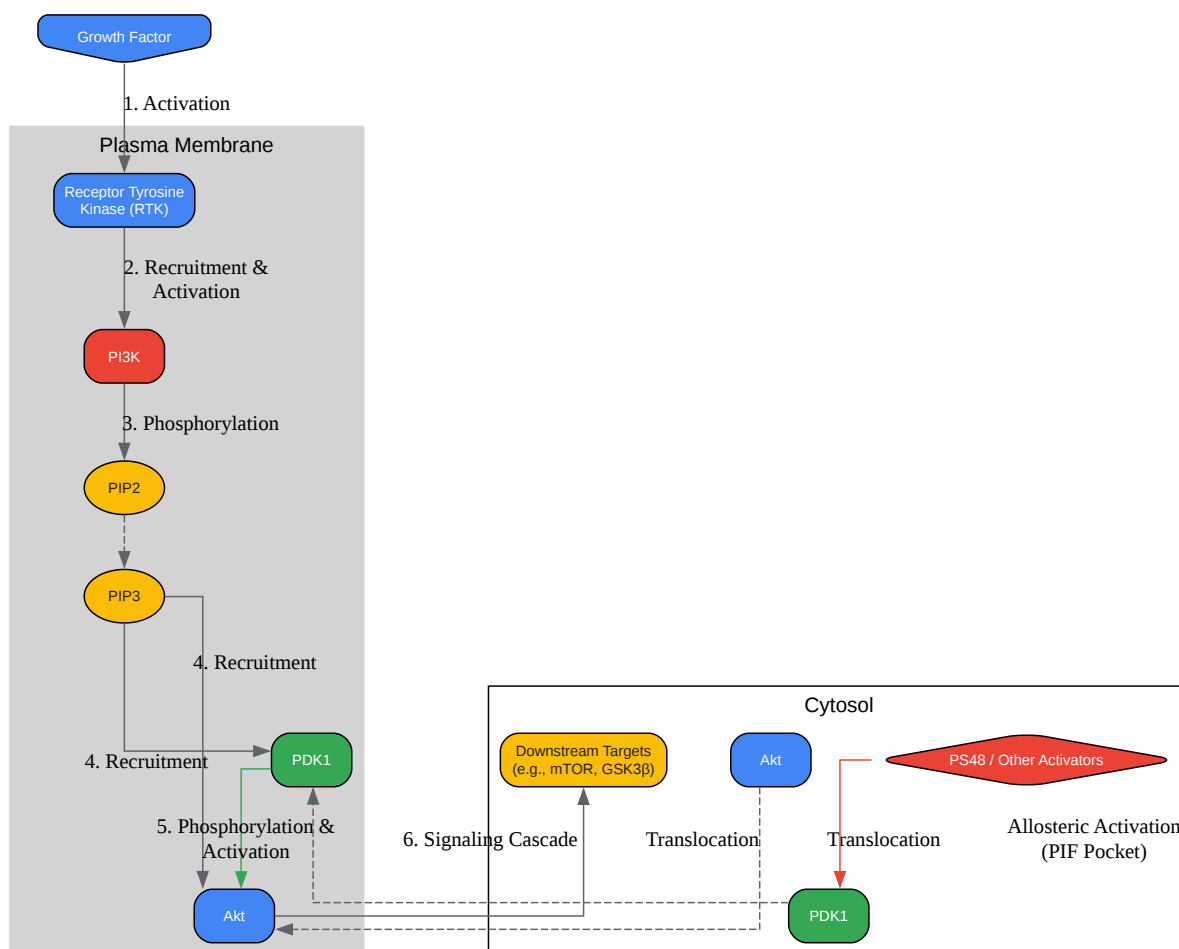 Growth Factor
1. Activation
Plasma Membrane
Receptor Tyrosine
Kinase (RTK)
2. Recruitment &
Activation
PI3K
3. Phosphorylation
PIP2
PIP3
4. Recruitment
4. Recruitment
PDK1
5. Phosphorylation &
Activation
Akt
Cytosol
Downstream Targets
(e.g., mTOR, GSK3β)
Akt
PS48 / Other Activators
6. Signaling Cascade
Translocation
Translocation
Allosteric Activation
(PIF Pocket)
PDK1